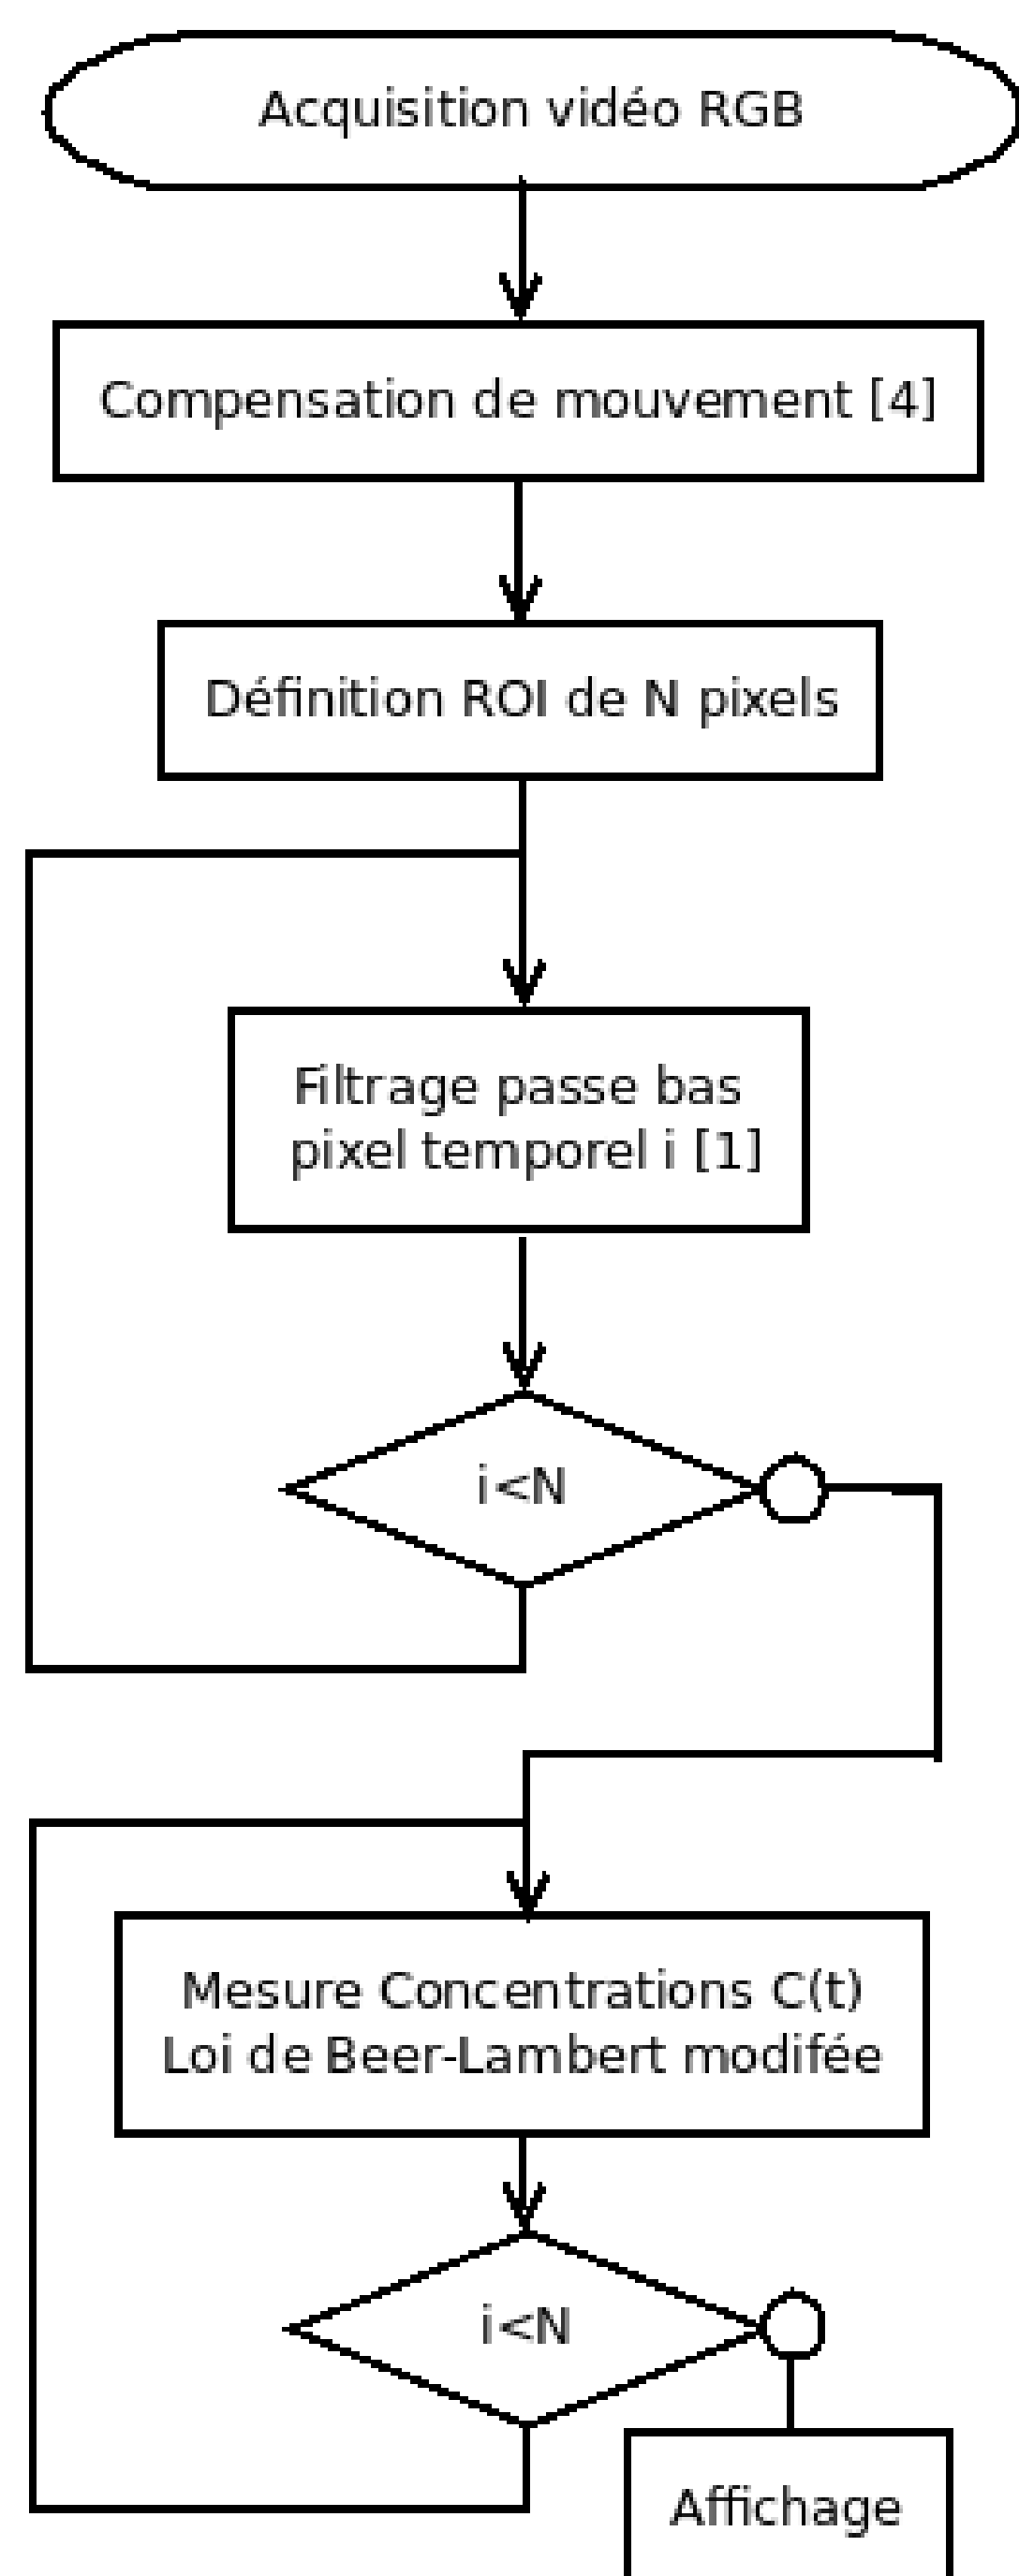 Acquisition vidéo RGB
Compensation de mouvement [4]
Définition ROI de N pixels
Filtrage passe bas
pixel temporel i [1]
i<N
Mesure Concentrations C(t)
Loi de Beer-Lambert modifée
i<N
Affichage